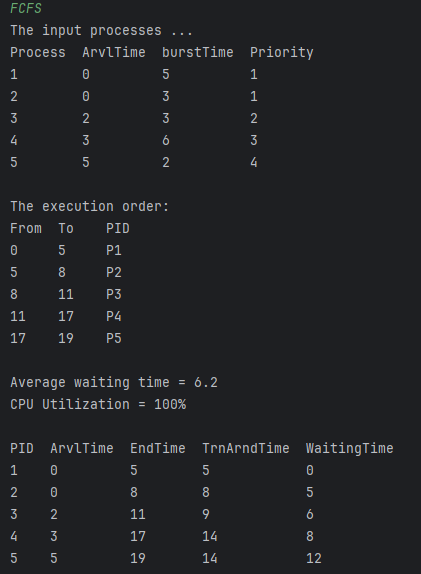 FCFS
The input processes ...
Process ArvlTime burstTime Priority
1 0 5 1
2 0 3 1
3 2 3 2
4 3 6 3
5 5 2 4
The execution order:
From To PID
0 5 P1
5 8 P2
8 11 P3
11 17 P4
17 19 P5
Average waiting time = 6.2
CPU Utilization = 100%
PID ArvlTime EndTime TrnArndTime WaitingTime
1 0 5 5 0
2 0 8 8 5
3 2 11 9 6
4 3 17 14 8
5 5 19 14 12